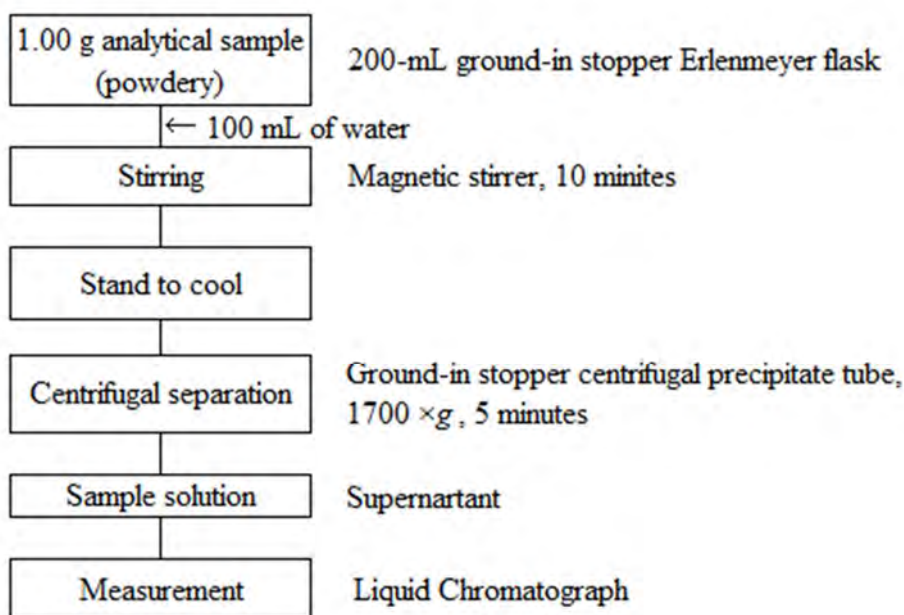 1.00 g analytical sample
(powdery)
200-mL ground-in stopper Erlenmeyer flask
← 100 mL of water
Stirring
Magnetic stirrer, 10 minites
Stand to cool
Centrifugal separation
Ground-in stopper centrifugal precipitate tube,
1700 ×g , 5 minutes
Sample solution
Supernartant
Measurement
Liquid Chromatograph